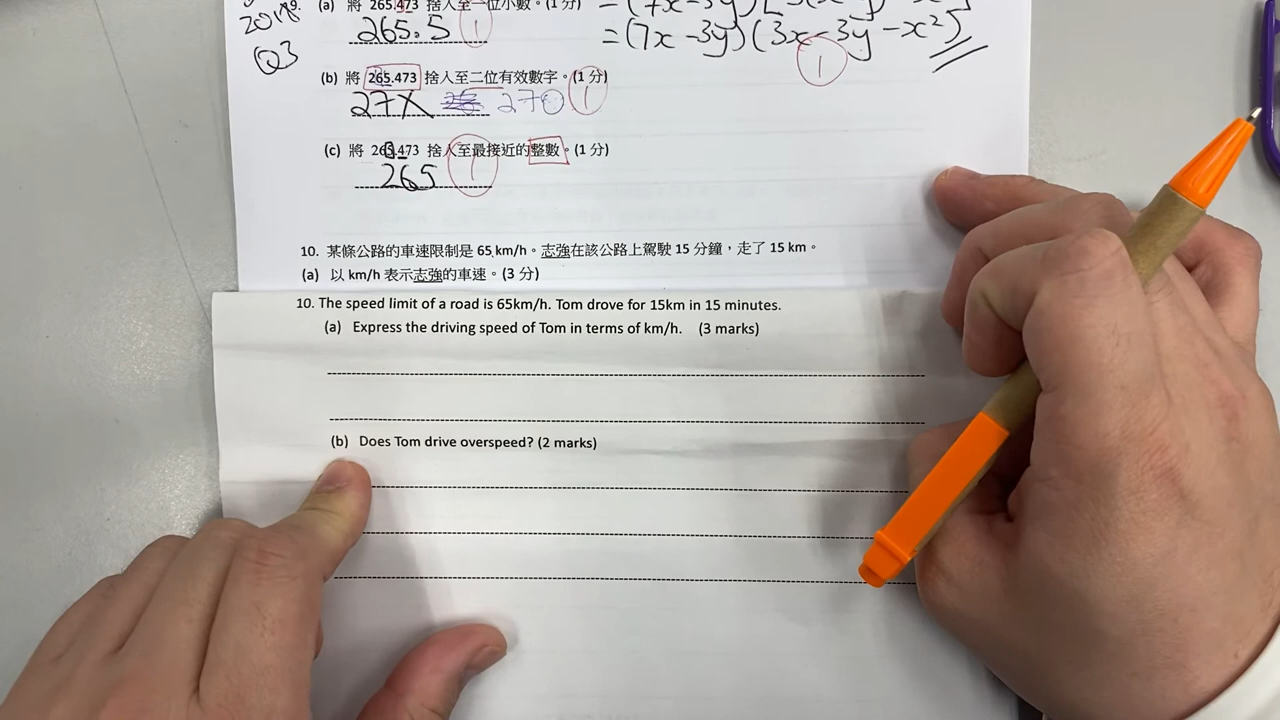 2018
Q3
9. (a) 將 265.473 捨入至一位小數。(1 分)
265.5 1
(b) 將 265.473 捨入至二位有效數字。(1 分)
27 270 1
(c) 將 265.473 捨入至最接近的整數。(1 分)
265 1
=(7x-3y)(3x-3y-x²)
1
10. 某條公路的車速限制是 65 km/h。志強在該公路上駕駛 15 分鐘，走了 15 km。
(a) 以 km/h 表示志強的車速。(3 分)
10. The speed limit of a road is 65km/h. Tom drove for 15km in 15 minutes.
(a) Express the driving speed of Tom in terms of km/h. (3 marks)
(b) Does Tom drive overspeed? (2 marks)